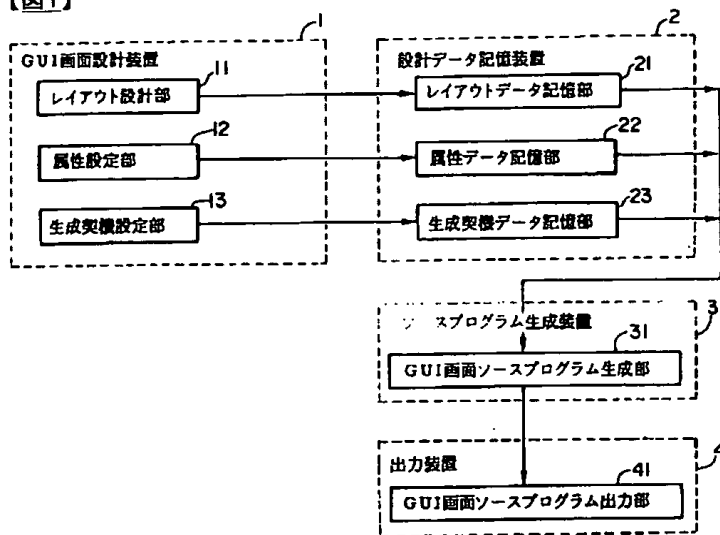 【図1】
1
GUI画面設計装置
11
レイアウト設計部
12
属性設定部
13
生成契機設定部
2
設計データ記憶装置
21
レイアウトデータ記憶部
22
属性データ記憶部
23
生成契機データ記憶部
3
ソースプログラム生成装置
31
GUI画面ソースプログラム生成部
4
出力装置
41
GUI画面ソースプログラム出力部